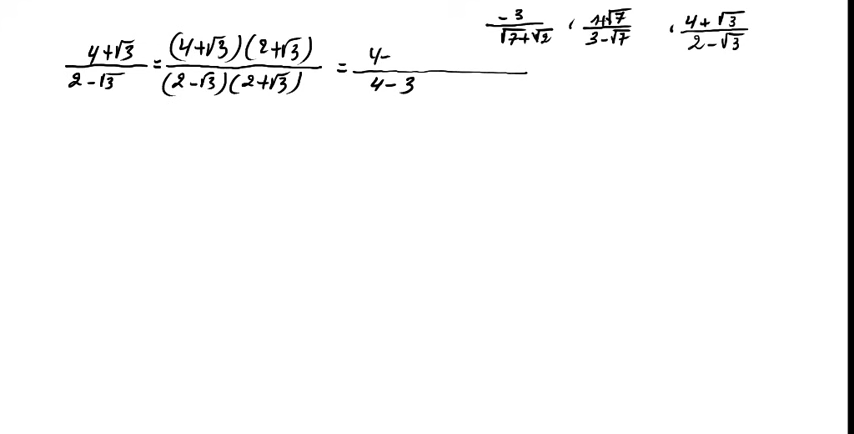 -3/(√7+√2) ، 1+√7/(3-√7) ، (4+√3)/(2-√3)
(4+√3)/(2-√3) = (4+√3)(2+√3)/((2-√3)(2+√3)) = 4-/(4-3)